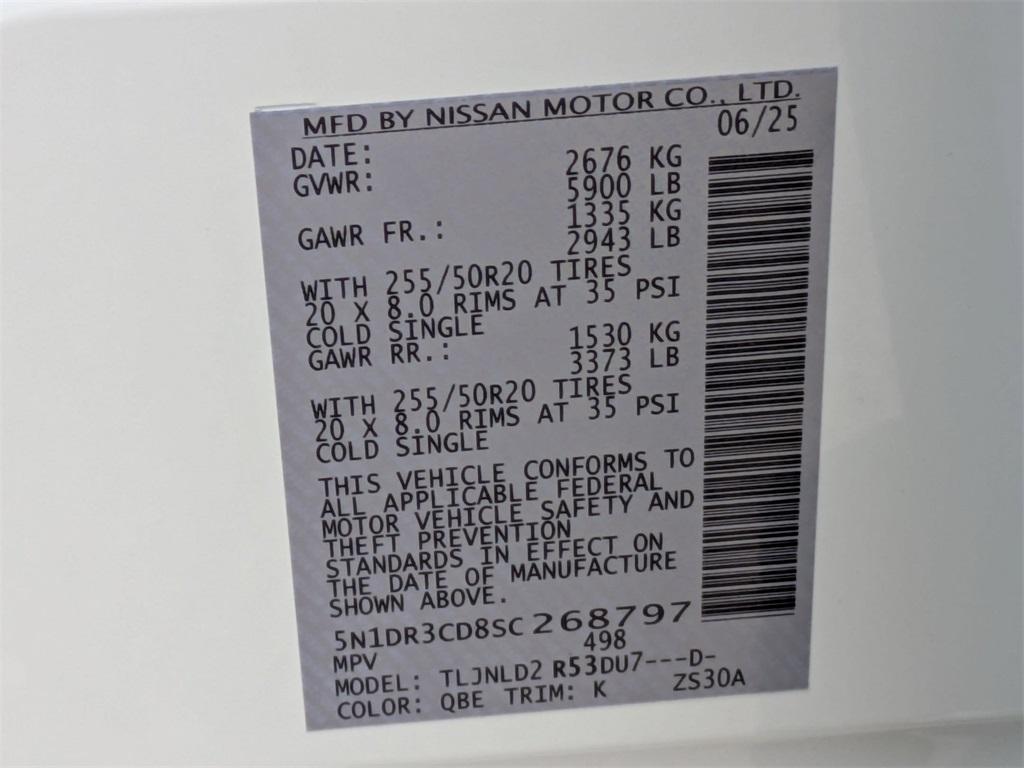 MFD BY NISSAN MOTOR CO., LTD.
DATE: 06/25
GVWR: 2676 KG
5900 LB
GAWR FR.: 1335 KG
2943 LB
WITH 255/50R20 TIRES
20 X 8.0 RIMS AT 35 PSI
COLD SINGLE
GAWR RR.: 1530 KG
3373 LB
WITH 255/50R20 TIRES
20 X 8.0 RIMS AT 35 PSI
COLD SINGLE
THIS VEHICLE CONFORMS TO
ALL APPLICABLE FEDERAL
MOTOR VEHICLE SAFETY AND
THEFT PREVENTION
STANDARDS IN EFFECT ON
THE DATE OF MANUFACTURE
SHOWN ABOVE.
5N1DR3CD8SC268797
MPV 498
MODEL: TLJNLD2 R53DU7---D-
COLOR: QBE TRIM: K ZS30A